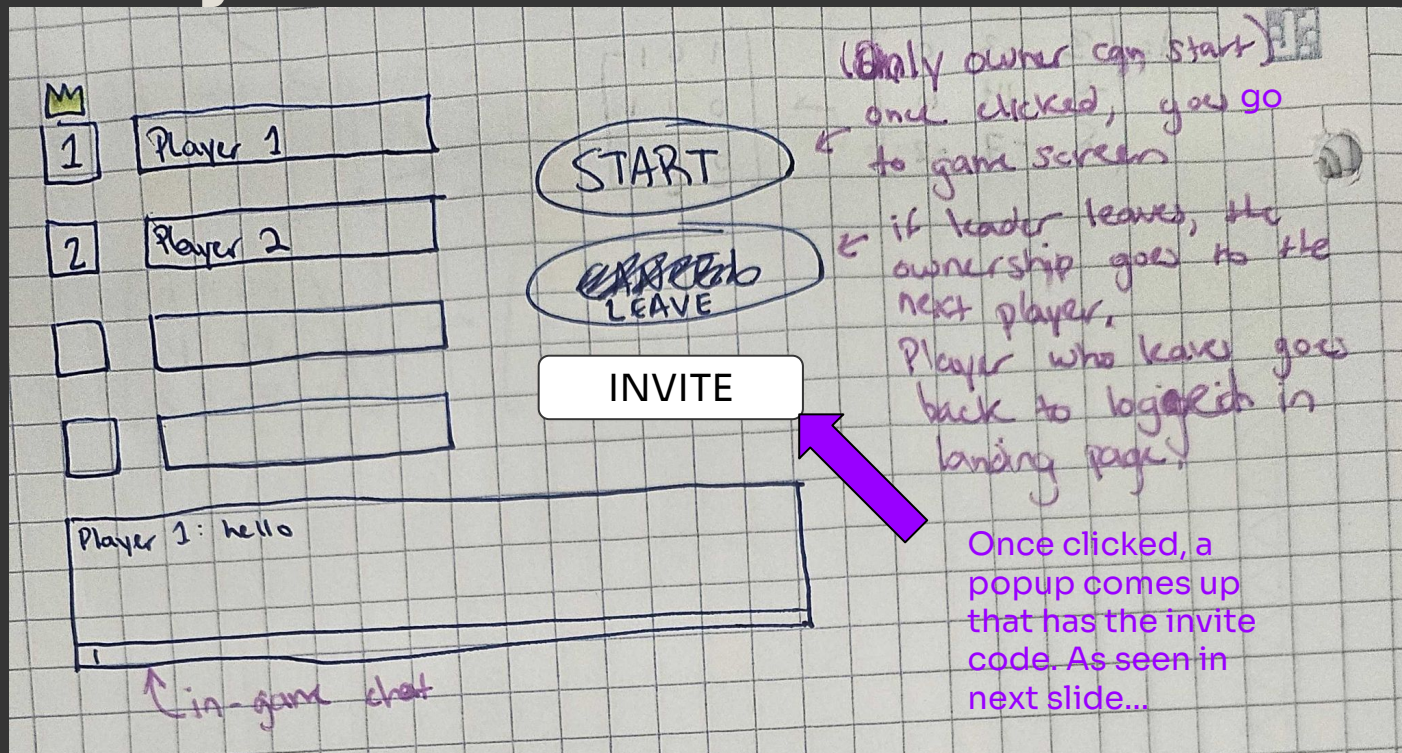 1
Player 1
2
Player 2
START
LEAVE
INVITE
(Only owner can start)
once clicked, you go
to game screen
if leader leaves, the
ownership goes to the
next player.
Player who leaves goes
back to in
landing page.
Player 1: hello
in-game chat
Once clicked, a
popup comes up
that has the invite
code. As seen in
next slide...